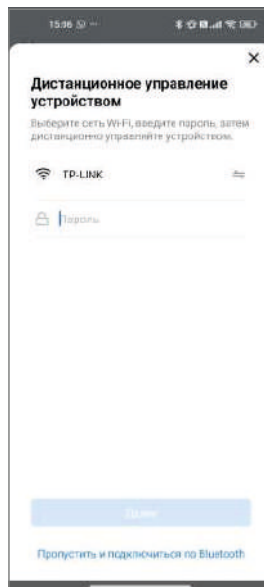 15:06
Дистанционное управление
устройством
Выберите сеть Wi-Fi, введите пароль, затем
дистанционно управляйте устройством.
TP-LINK
Пароль
Далее
Пропустить и подключиться по Bluetooth